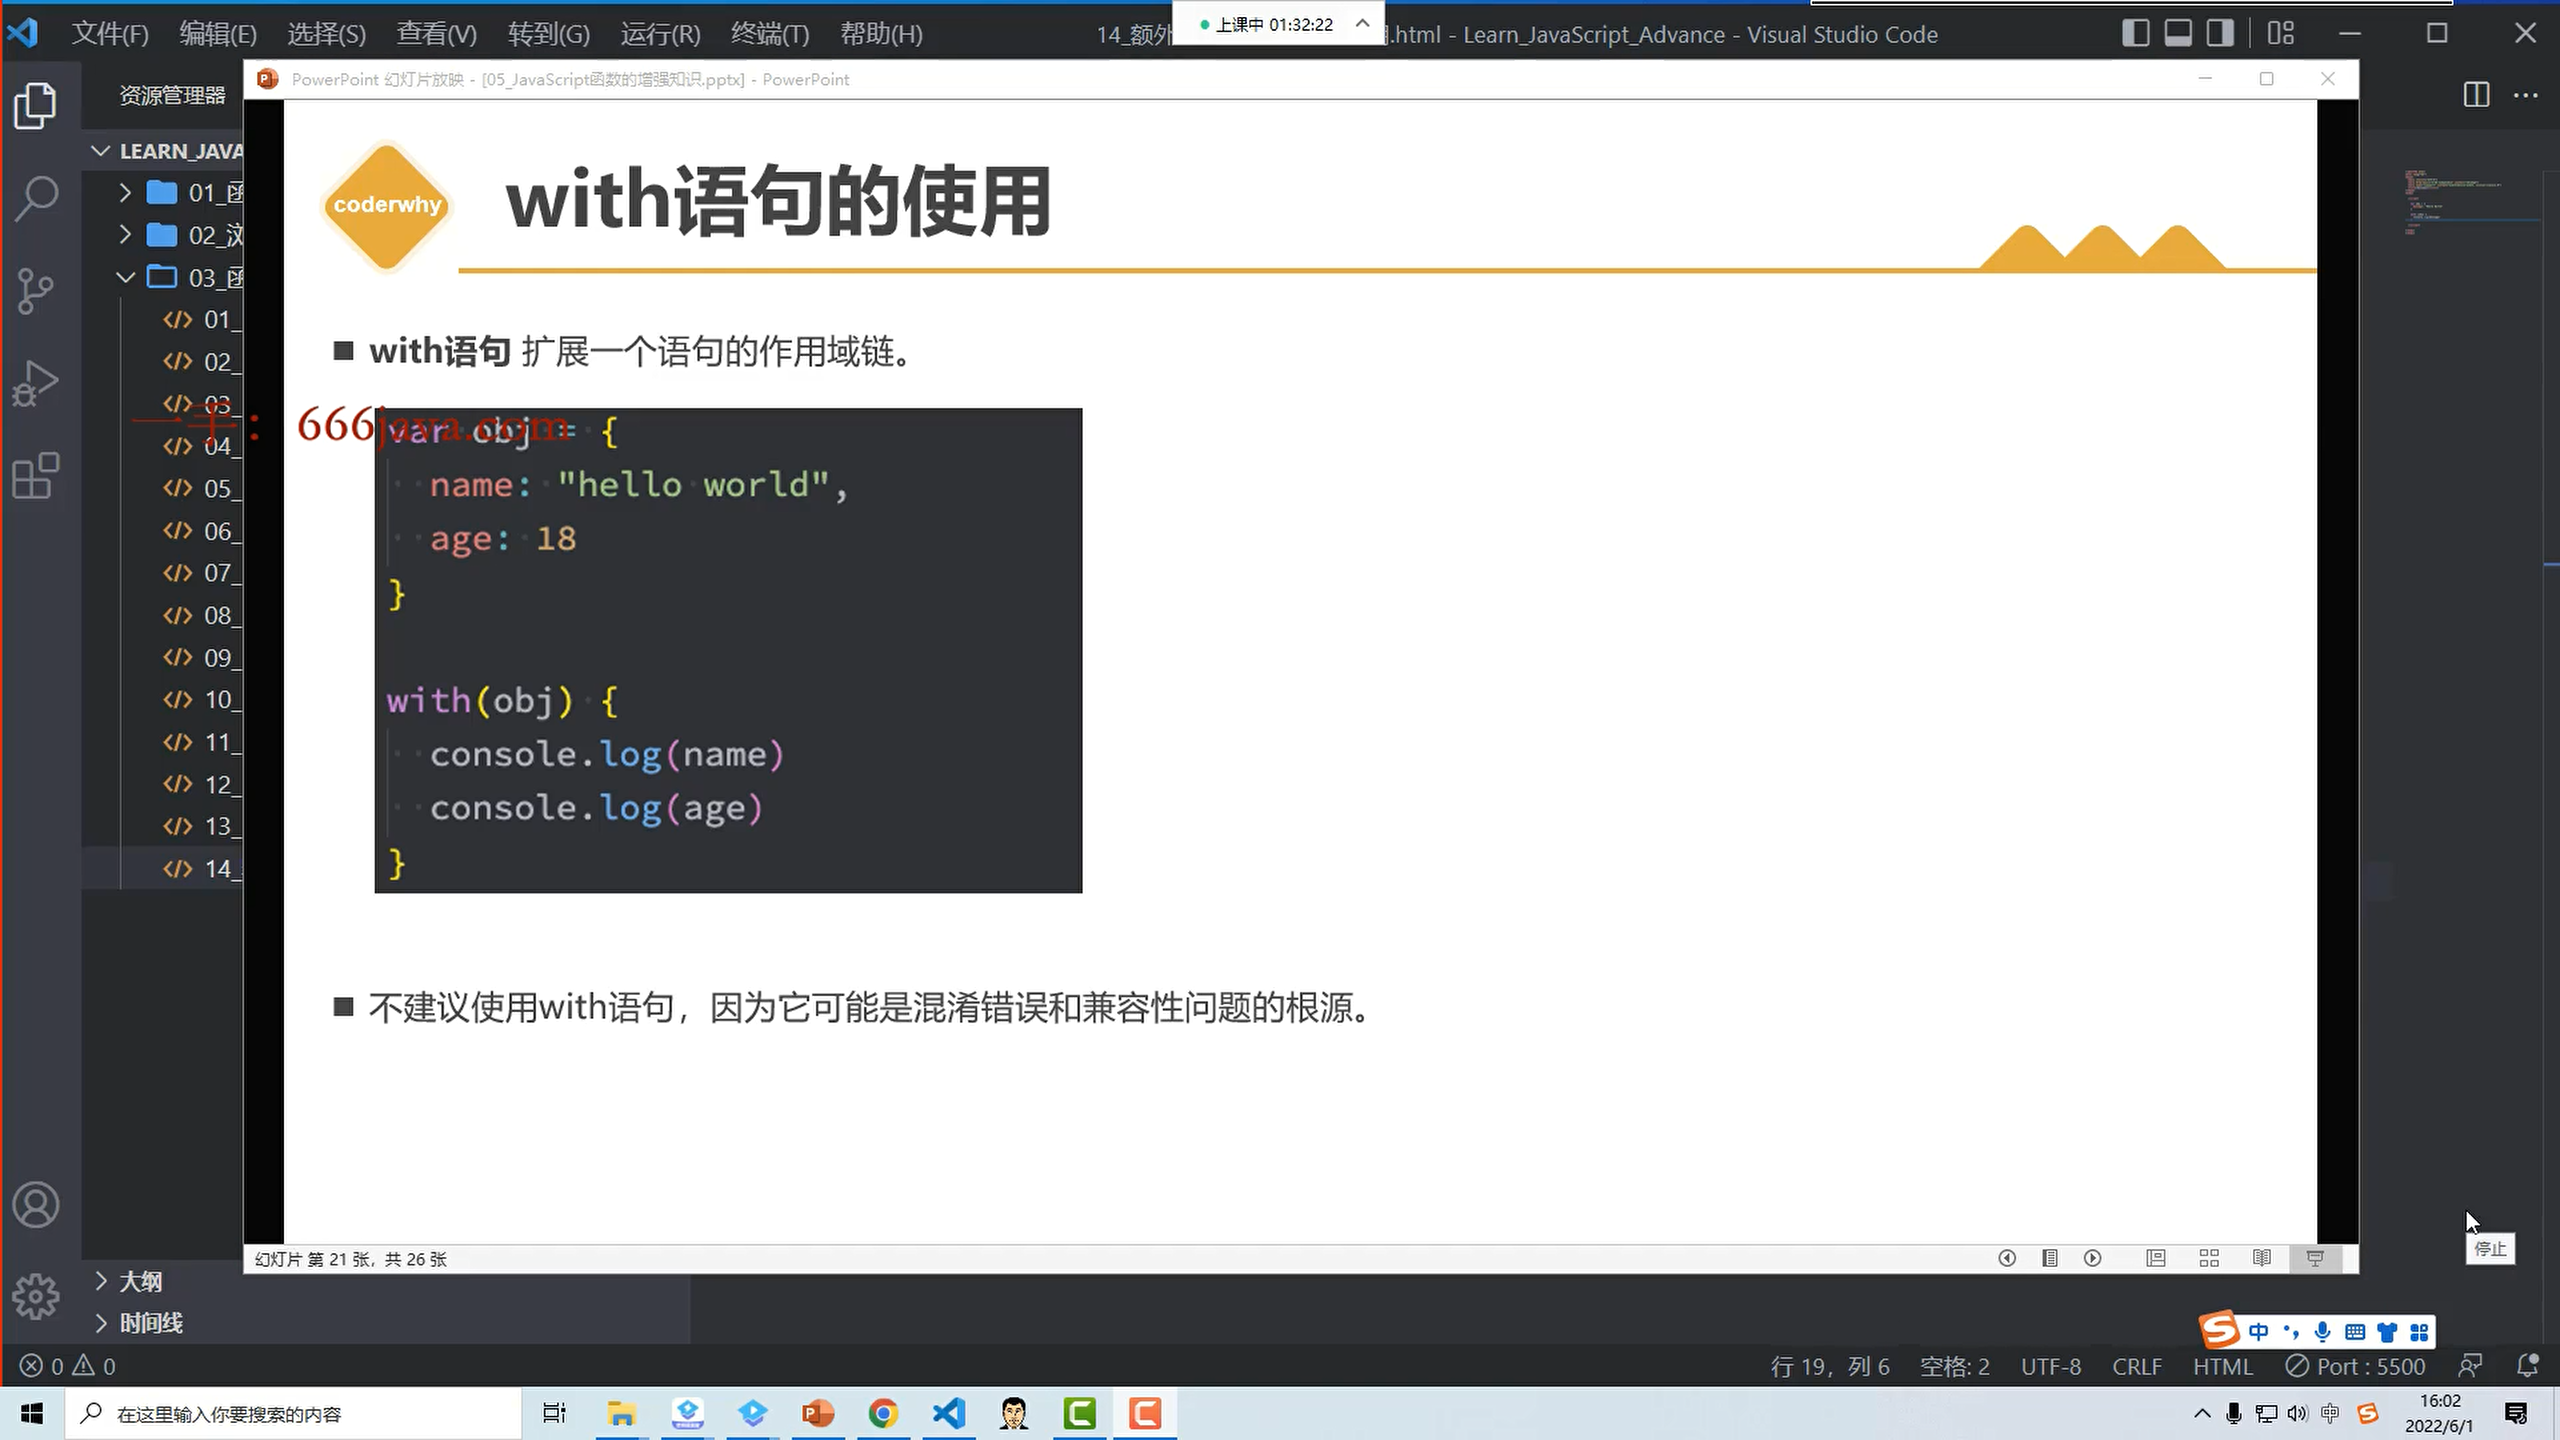 文件(F) 编辑(E) 选择(S) 查看(V) 转到(G) 运行(R) 终端(T) 帮助(H)
14_额外
上课中 01:32:22
.html - Learn_JavaScript_Advance - Visual Studio Code
资源管理器
PowerPoint 幻灯片放映 - [05_JavaScript函数的增强知识.pptx] - PowerPoint
LEARN_JAVA
01_函
02_浏
03_函
01_
02_
03_
04_
05_
06_
07_
08_
09_
10_
11_
12_
13_
14_
一手：666java.com
coderwhy
with语句的使用
with语句 扩展一个语句的作用域链。
var obj = {
name: "hello world",
age: 18
}
with(obj) {
console.log(name)
console.log(age)
}
不建议使用with语句，因为它可能是混淆错误和兼容性问题的根源。
幻灯片 第 21 张，共 26 张
停止
大纲
时间线
中
0 0
行 19，列 6 空格: 2 UTF-8 CRLF HTML Port : 5500
在这里输入你要搜索的内容
中
16:02
2022/6/1